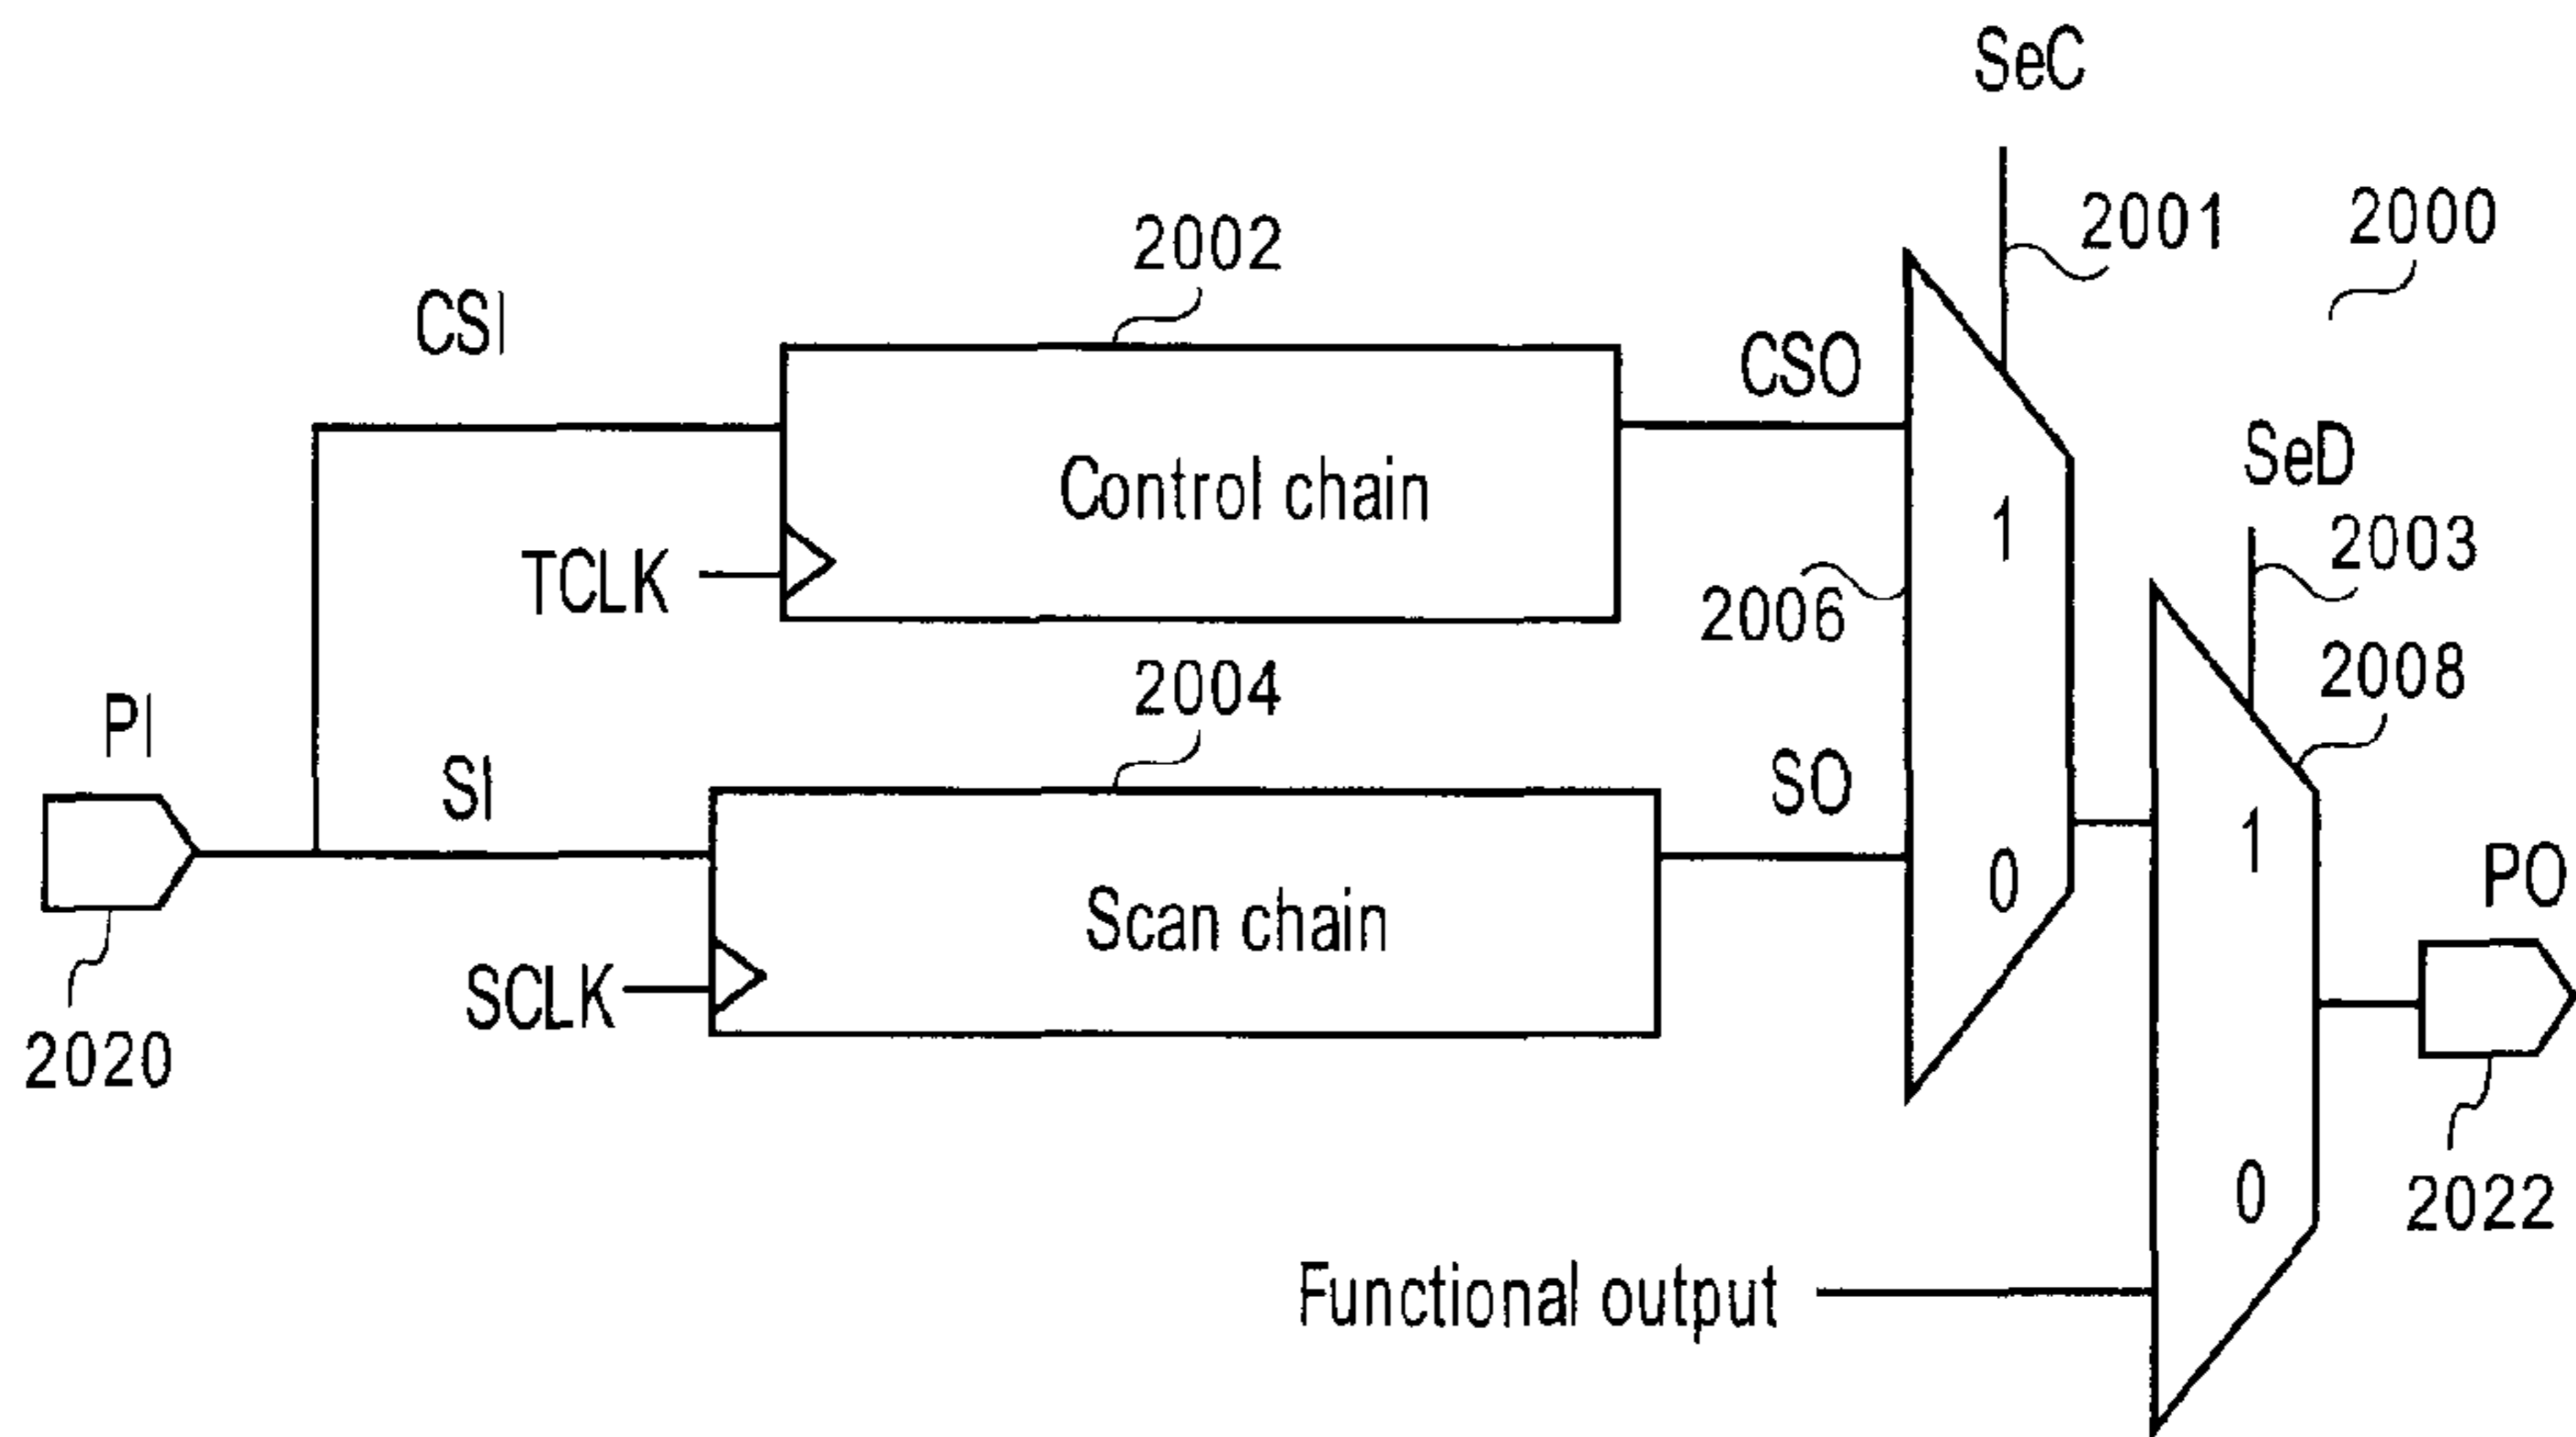 SeC
2001
2000
2002
CSI
CSO
SeD
2003
Control chain
1
TCLK
2006
2008
2004
PI
SI
SO
1
0
PO
Scan chain
SCLK
2020
0
2022
Functional output